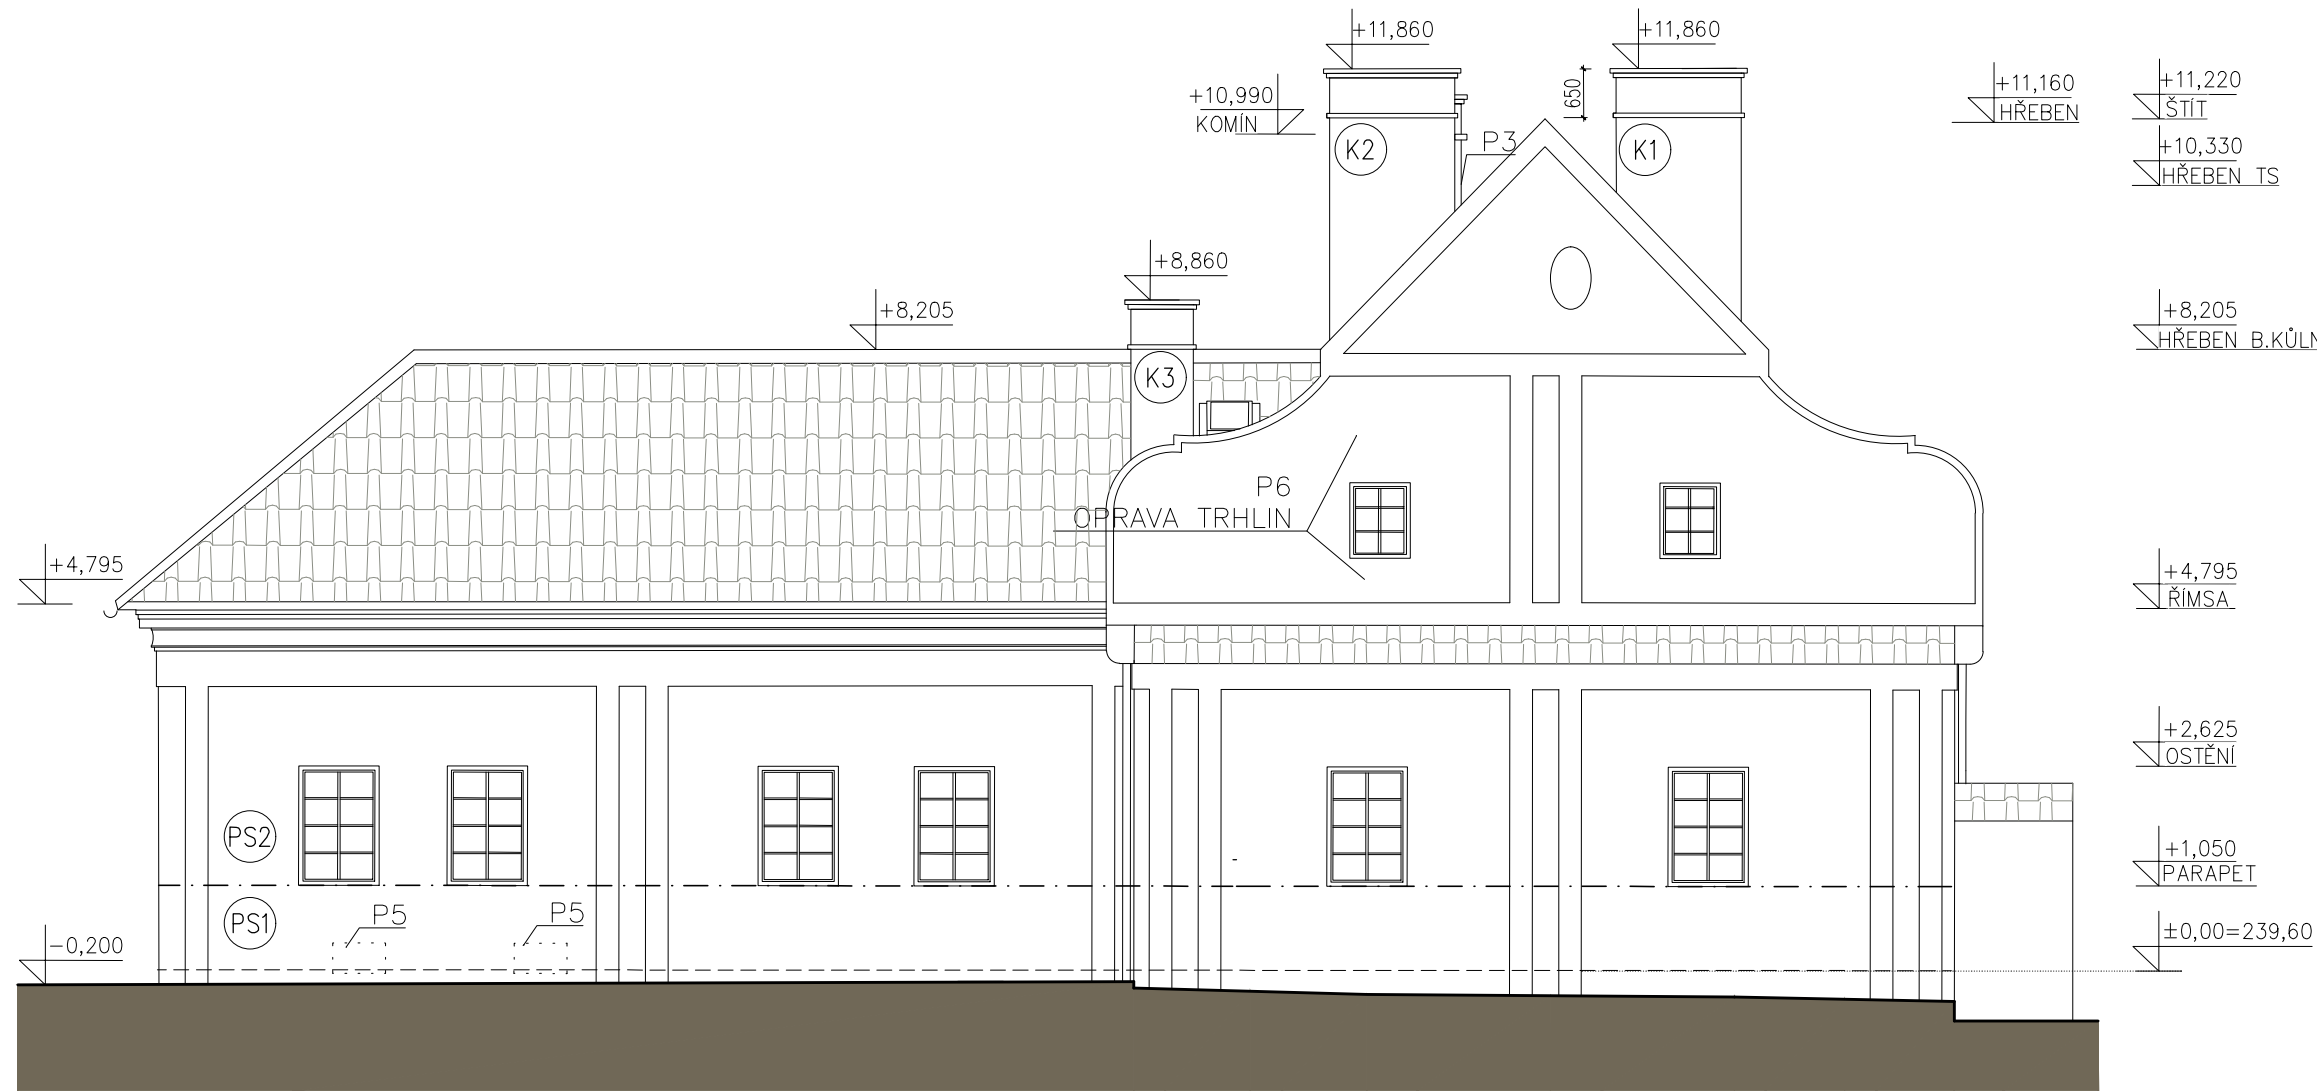 +11,860
+11,860
+10,990
KOMÍN
650
+11,160
HŘEBEN
+11,220
ŠTÍT
K2
P3
K1
+10,330
HŘEBEN TS
+8,860
+8,205
+8,205
HŘEBEN B.KŮLN
K3
P6
OPRAVA TRHLIN
+4,795
+4,795
ŘÍMSA
+2,625
OSTĚNÍ
PS2
+1,050
PARAPET
PS1
P5
P5
-0,200
±0,00=239,60